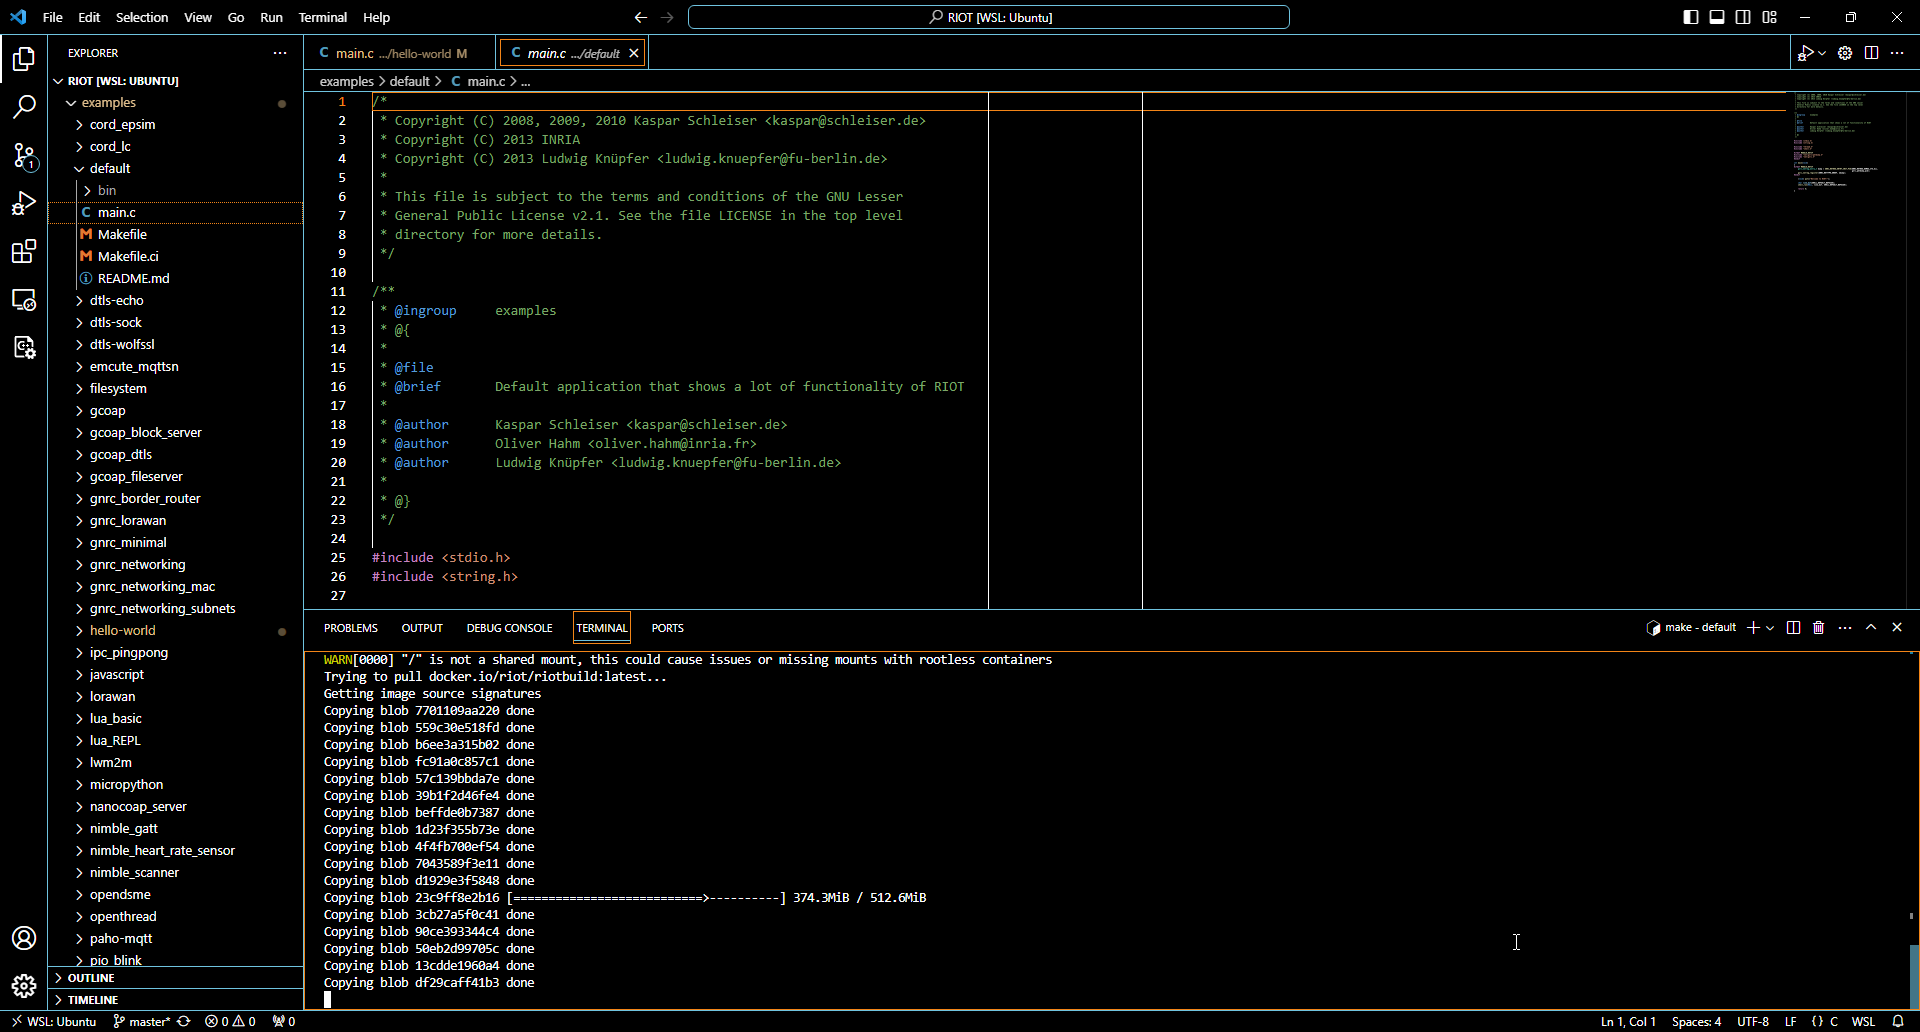 File Edit Selection View Go Run Terminal Help
RIOT [WSL: Ubuntu]
EXPLORER
RIOT [WSL: UBUNTU]
examples
cord_epsim
cord_lc
default
bin
main.c
Makefile
Makefile.ci
README.md
dtls-echo
dtls-sock
dtls-wolfssl
emcute_mqttsn
filesystem
gcoap
gcoap_block_server
gcoap_dtls
gcoap_fileserver
gnrc_border_router
gnrc_lorawan
gnrc_minimal
gnrc_networking
gnrc_networking_mac
gnrc_networking_subnets
hello-world
ipc_pingpong
javascript
lorawan
lua_basic
lua_REPL
lwm2m
micropython
nanocoap_server
nimble_gatt
nimble_heart_rate_sensor
nimble_scanner
opendsme
openthread
paho-mqtt
pio_blink
OUTLINE
TIMELINE
1
C main.c .../hello-world M
C main.c .../default
examples > default > C main.c > ...
1 /*
2 * Copyright (C) 2008, 2009, 2010 Kaspar Schleiser <kaspar@schleiser.de>
3 * Copyright (C) 2013 INRIA
4 * Copyright (C) 2013 Ludwig Knüpfer <ludwig.knuepfer@fu-berlin.de>
5 *
6 * This file is subject to the terms and conditions of the GNU Lesser
7 * General Public License v2.1. See the file LICENSE in the top level
8 * directory for more details.
9 */
10
11 /**
12 * @ingroup     examples
13 * @{
14 *
15 * @file
16 * @brief       Default application that shows a lot of functionality of RIOT
17 *
18 * @author      Kaspar Schleiser <kaspar@schleiser.de>
19 * @author      Oliver Hahm <oliver.hahm@inria.fr>
20 * @author      Ludwig Knüpfer <ludwig.knuepfer@fu-berlin.de>
21 *
22 * @}
23 */
24
25 #include <stdio.h>
26 #include <string.h>
27
PROBLEMS OUTPUT DEBUG CONSOLE TERMINAL PORTS
make - default
WARN[0000] "/" is not a shared mount, this could cause issues or missing mounts with rootless containers
Trying to pull docker.io/riot/riotbuild:latest...
Getting image source signatures
Copying blob 7701109aa220 done
Copying blob 559c30e518fd done
Copying blob b6ee3a315b02 done
Copying blob fc91a0c857c1 done
Copying blob 57c139bbda7e done
Copying blob 39b1f2d46fe4 done
Copying blob beffde0b7387 done
Copying blob 1d23f355b73e done
Copying blob 4f4fb700ef54 done
Copying blob 7043589f3e11 done
Copying blob d1929e3f5848 done
Copying blob 23c9ff8e2b16 [===========================>----------] 374.3MiB / 512.6MiB
Copying blob 3cb27a5f0c41 done
Copying blob 90ce393344c4 done
Copying blob 50eb2d99705c done
Copying blob 13cdde1960a4 done
Copying blob df29caff41b3 done
WSL: Ubuntu master* 0 0 0
Ln 1, Col 1 Spaces: 4 UTF-8 LF {} C WSL